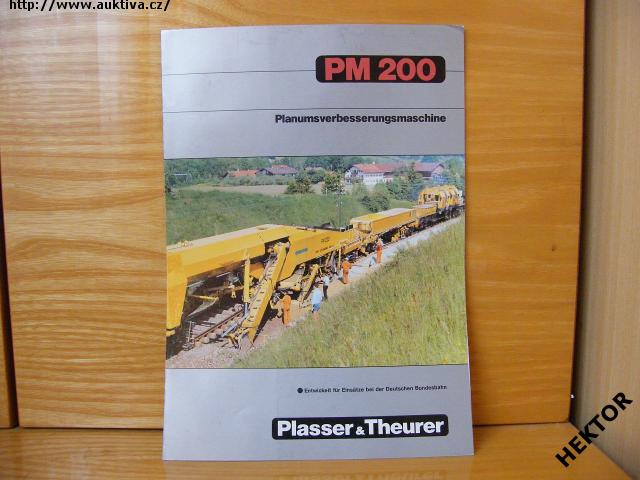 http://www.auktiva.cz/
PM 200
Planumsverbesserungsmaschine
Entwickelt für Einsätze bei der Deutschen Bundesbahn
Plasser & Theurer
HEKTOR